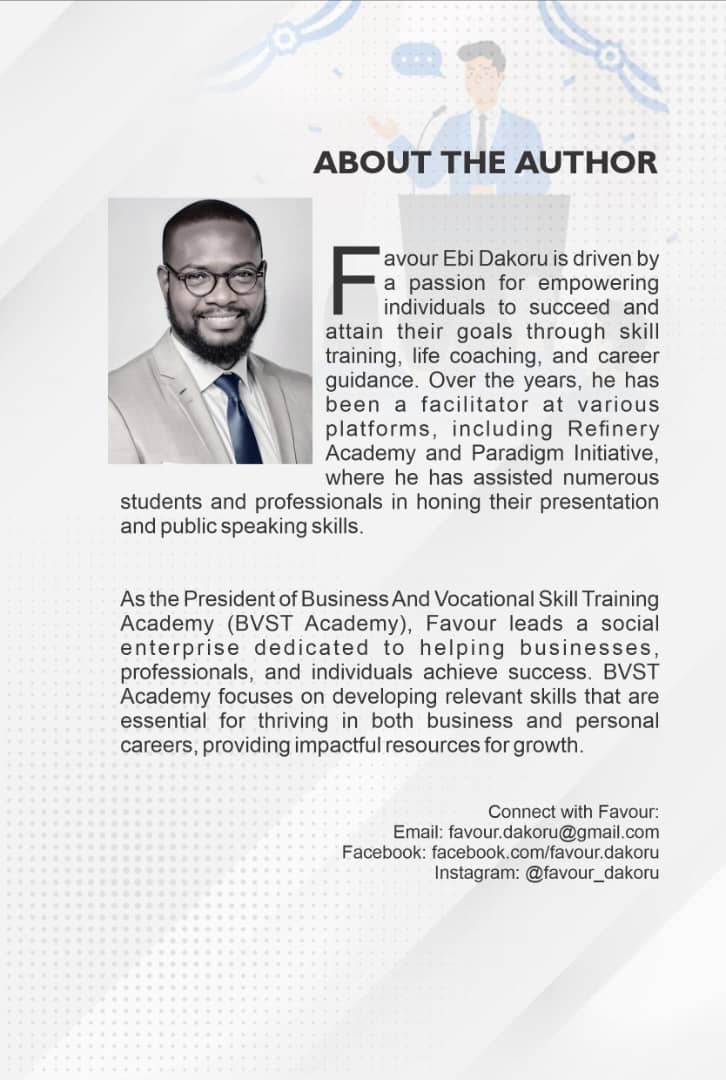 ABOUT THE AUTHOR
Favour Ebi Dakoru is driven by
a passion for empowering
individuals to succeed and
attain their goals through skill
training, life coaching, and career
guidance. Over the years, he has
been a facilitator at various
platforms, including Refinery
Academy and Paradigm Initiative,
where he has assisted numerous
students and professionals in honing their presentation
and public speaking skills.
As the President of Business And Vocational Skill Training
Academy (BVST Academy), Favour leads a social
enterprise dedicated to helping businesses,
professionals, and individuals achieve success. BVST
Academy focuses on developing relevant skills that are
essential for thriving in both business and personal
careers, providing impactful resources for growth.
Connect with Favour:
Email: favour.dakoru@gmail.com
Facebook: facebook.com/favour.dakoru
Instagram: @favour_dakoru